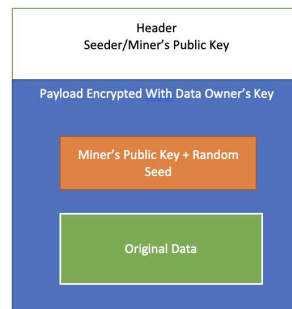 Header
Seeder/Miner's Public Key
Payload Encrypted With Data Owner's Key
Miner's Public Key + Random
Seed
Original Data